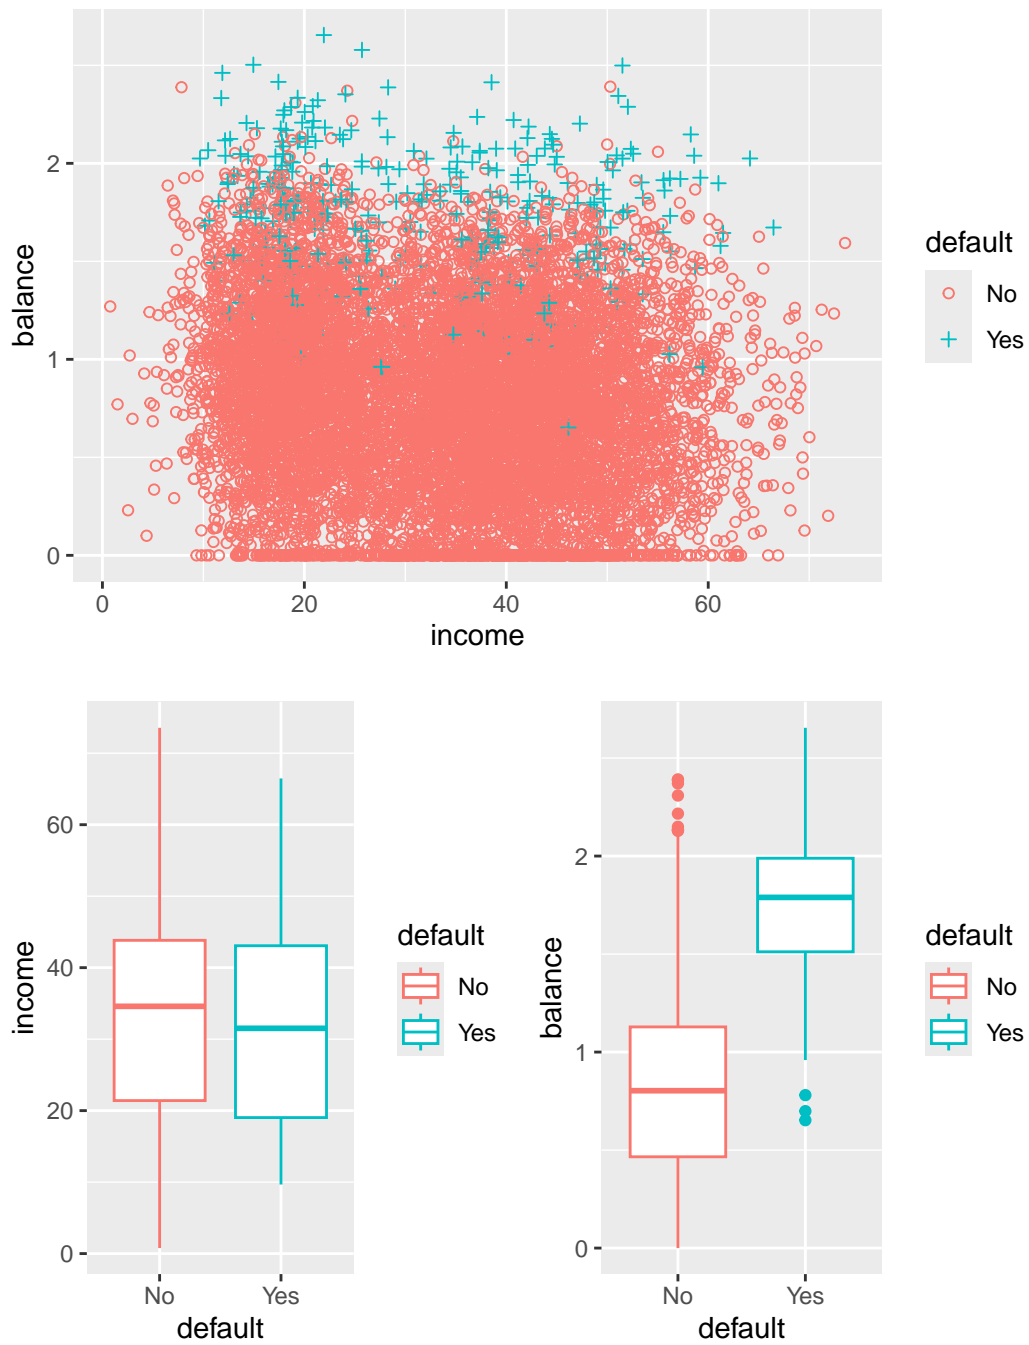 2
1
0
balance
0 20 40 60
income
default
No
Yes
60
40
20
0
income
No Yes
default
default
No
Yes
2
1
0
balance
No Yes
default
default
No
Yes